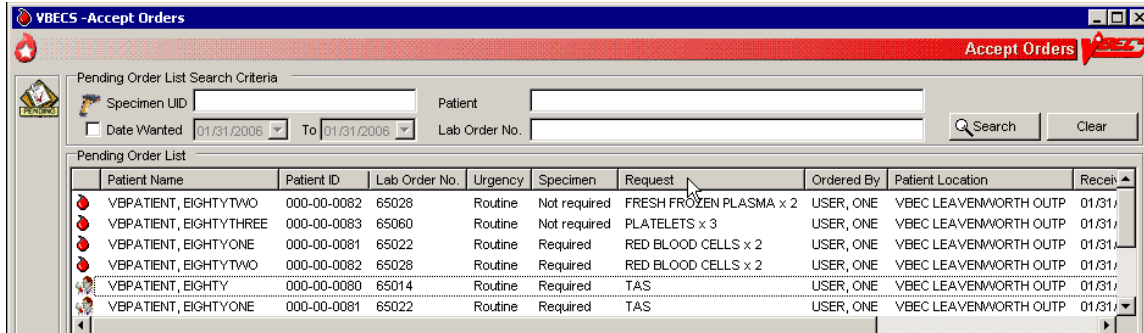 VBECS -Accept Orders
Accept Orders VBECS
PENDING
Pending Order List Search Criteria
Specimen UID Patient
Date Wanted 01/31/2006 To 01/31/2006 Lab Order No. Search Clear
Pending Order List
Patient Name Patient ID Lab Order No. Urgency Specimen Request Ordered By Patient Location Receiv
VBPATIENT, EIGHTYTWO 000-00-0082 65028 Routine Not required FRESH FROZEN PLASMA x 2 USER, ONE VBEC LEAVENWORTH OUTP 01/31/
VBPATIENT, EIGHTYTHREE 000-00-0083 65060 Routine Not required PLATELETS x 3 USER, ONE VBEC LEAVENWORTH OUTP 01/31/
VBPATIENT, EIGHTYONE 000-00-0081 65022 Routine Required RED BLOOD CELLS x 2 USER, ONE VBEC LEAVENWORTH OUTP 01/31/
VBPATIENT, EIGHTYTWO 000-00-0082 65028 Routine Required RED BLOOD CELLS x 2 USER, ONE VBEC LEAVENWORTH OUTP 01/31/
VBPATIENT, EIGHTY 000-00-0080 65014 Routine Required TAS USER, ONE VBEC LEAVENWORTH OUTP 01/31/
VBPATIENT, EIGHTYONE 000-00-0081 65022 Routine Required TAS USER, ONE VBEC LEAVENWORTH OUTP 01/31/